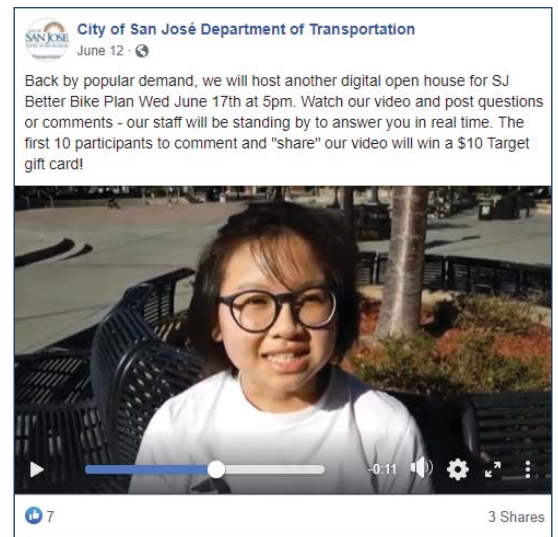 City of San José Department of Transportation
June 12 ·
Back by popular demand, we will host another digital open house for SJ
Better Bike Plan Wed June 17th at 5pm. Watch our video and post questions
or comments - our staff will be standing by to answer you in real time. The
first 10 participants to comment and "share" our video will win a $10 Target
gift card!
-0:11
7
3 Shares
SAN JOSE